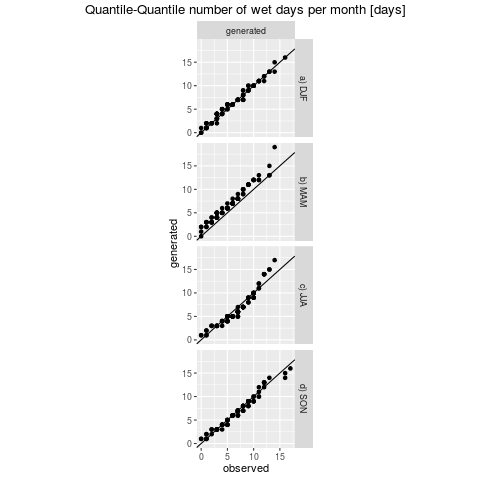 Quantile-Quantile number of wet days per month [days]
generated
15
10
5
0
a) DJF
15
10
5
0
b) MAM
generated
15
10
5
0
c) JJA
15
10
5
0
d) SON
0 5 10 15
observed